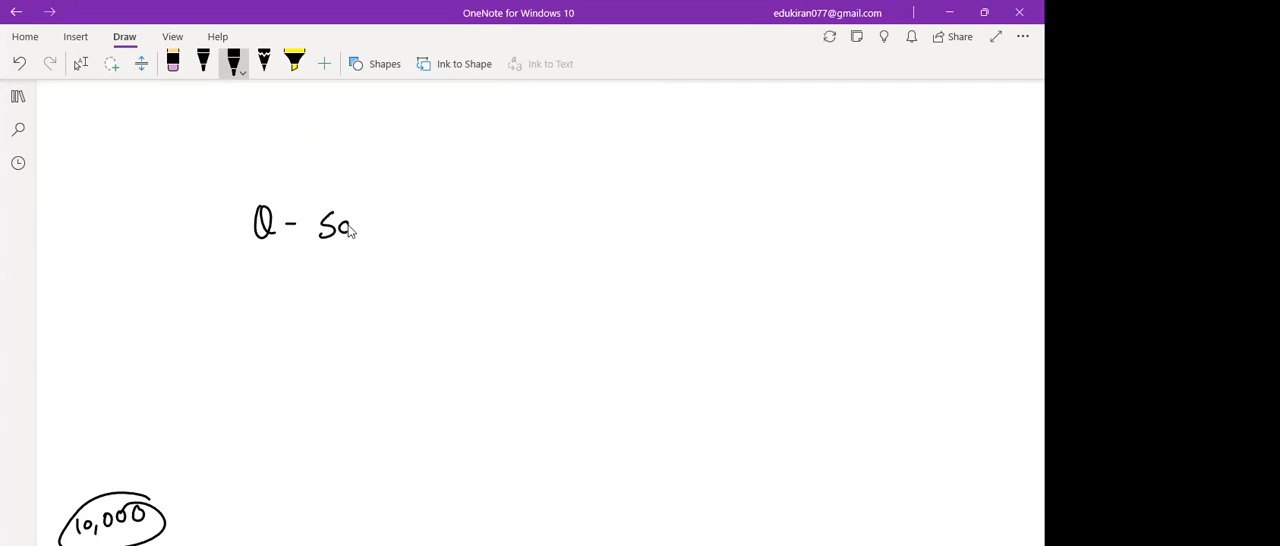 OneNote for Windows 10
edukiran077@gmail.com
Home Insert Draw View Help
Share
Shapes Ink to Shape Ink to Text
Q - So
10,000